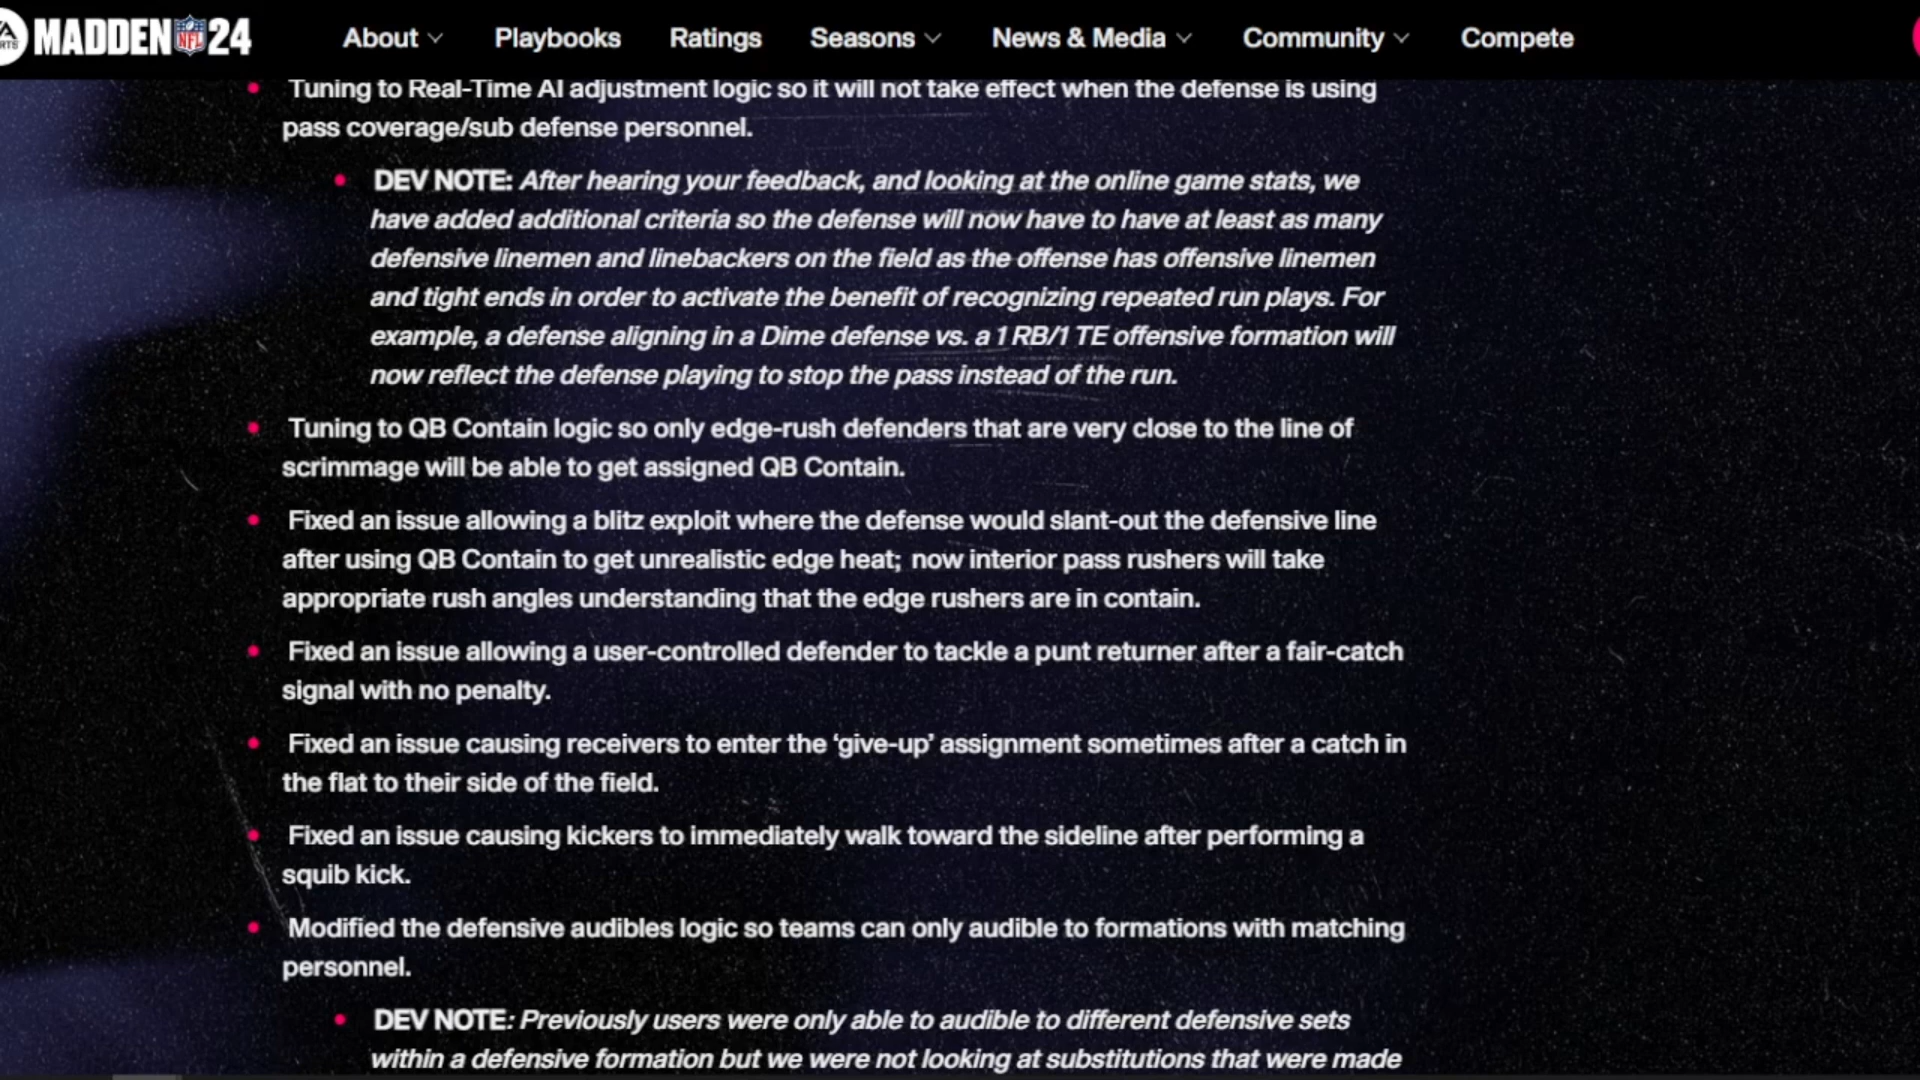 MADDEN NFL 24
About
Playbooks
Ratings
Seasons
News & Media
Community
Compete
Tuning to Real-Time AI adjustment logic so it will not take effect when the defense is using
pass coverage/sub defense personnel.
DEV NOTE: After hearing your feedback, and looking at the online game stats, we
have added additional criteria so the defense will now have to have at least as many
defensive linemen and linebackers on the field as the offense has offensive linemen
and tight ends in order to activate the benefit of recognizing repeated run plays. For
example, a defense aligning in a Dime defense vs. a 1 RB/1 TE offensive formation will
now reflect the defense playing to stop the pass instead of the run.
Tuning to QB Contain logic so only edge-rush defenders that are very close to the line of
scrimmage will be able to get assigned QB Contain.
Fixed an issue allowing a blitz exploit where the defense would slant-out the defensive line
after using QB Contain to get unrealistic edge heat; now interior pass rushers will take
appropriate rush angles understanding that the edge rushers are in contain.
Fixed an issue allowing a user-controlled defender to tackle a punt returner after a fair-catch
signal with no penalty.
Fixed an issue causing receivers to enter the ‘give-up’ assignment sometimes after a catch in
the flat to their side of the field.
Fixed an issue causing kickers to immediately walk toward the sideline after performing a
squib kick.
Modified the defensive audibles logic so teams can only audible to formations with matching
personnel.
DEV NOTE: Previously users were only able to audible to different defensive sets
within a defensive formation but we were not looking at substitutions that were made